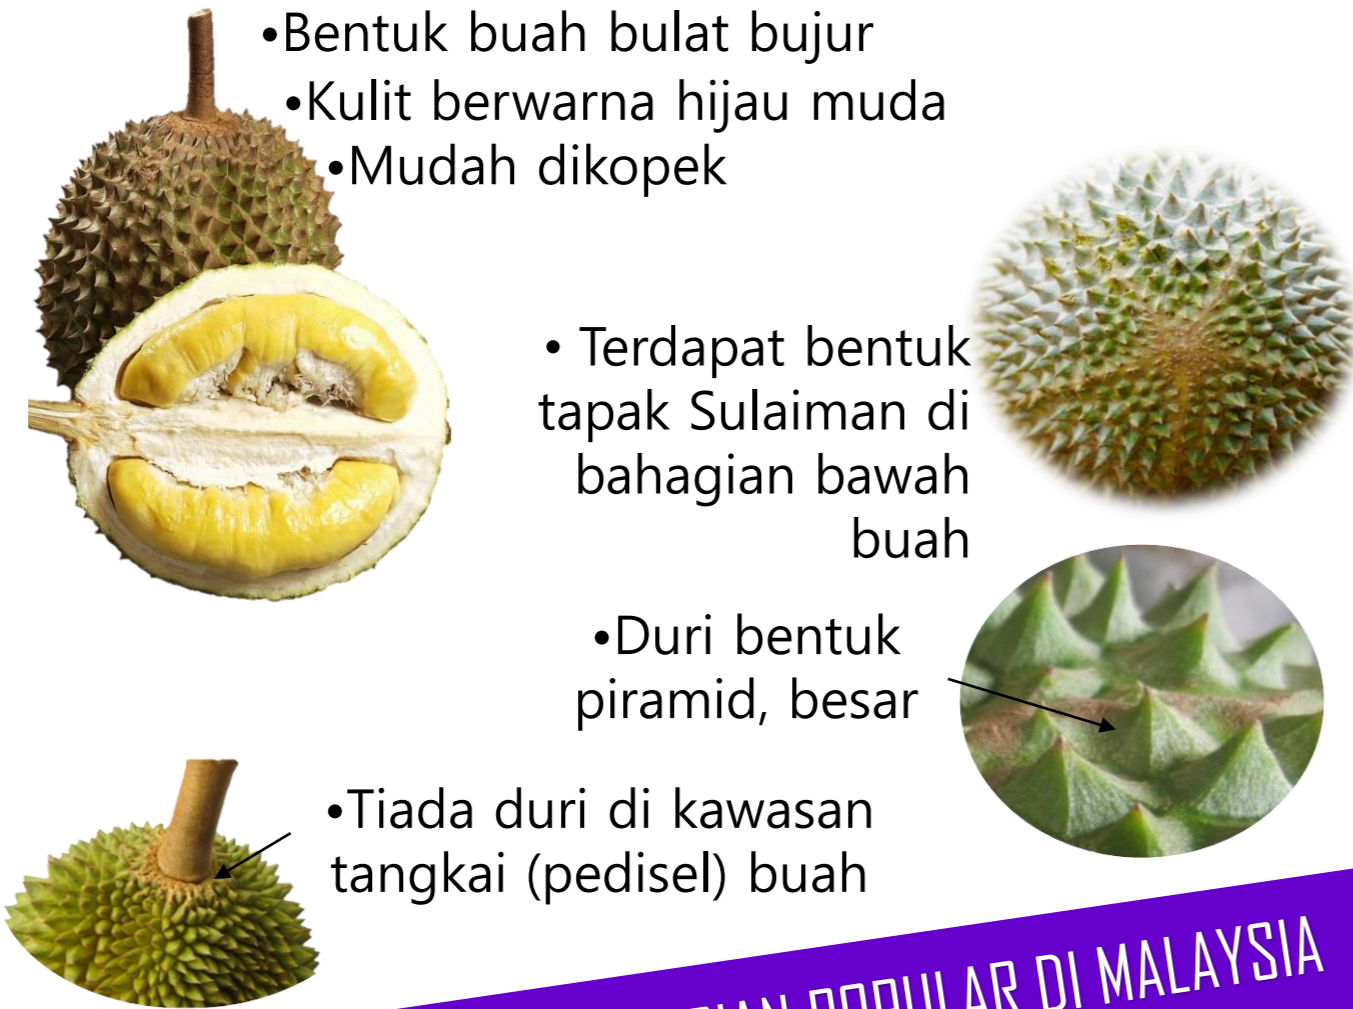 •Bentuk buah bulat bujur
•Kulit berwarna hijau muda
•Mudah dikopek
• Terdapat bentuk
tapak Sulaiman di
bahagian bawah
buah
•Duri bentuk
piramid, besar
•Tiada duri di kawasan
tangkai (pedisel) buah
POPULAR DI MALAYSIA